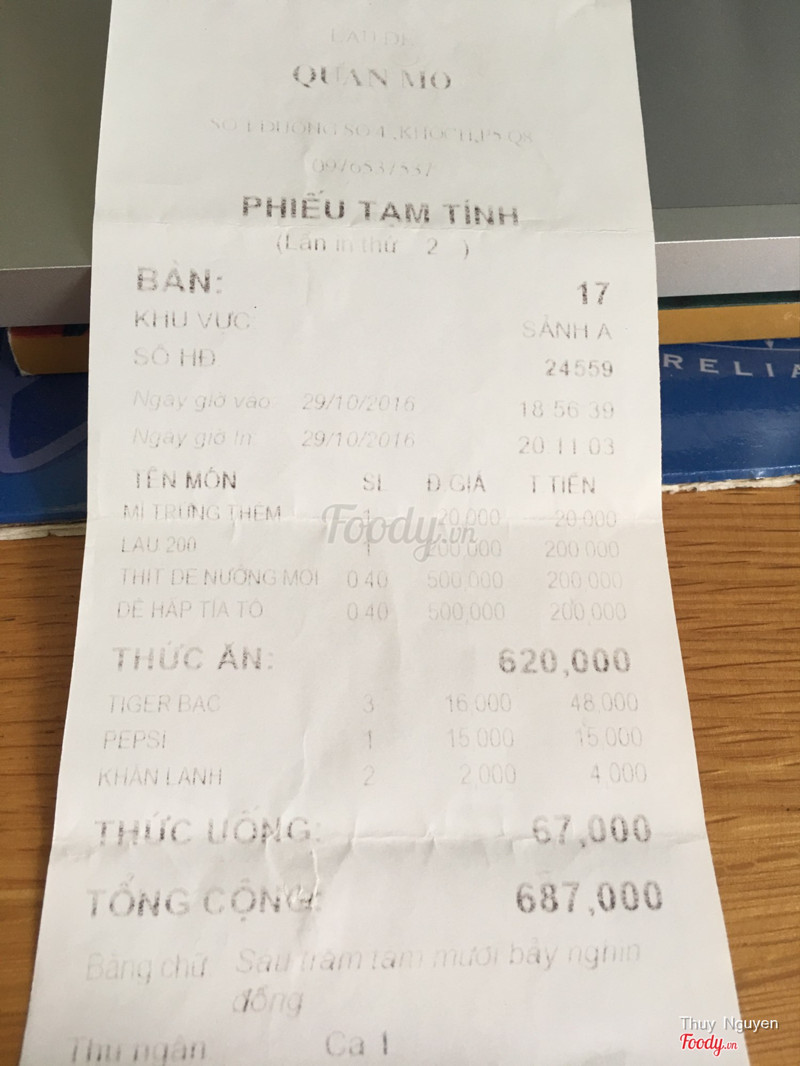 LẨU DÊ
QUÁN MỌ
0976537537
PHIẾU TẠM TÍNH
(Lần in thứ 2 )
BÀN: 17
KHU VỰC SẢNH A
SỐ HĐ 24559
Ngày giờ vào 29/10/2016 18 56 39
Ngày giờ in 29/10/2016 20 11 03
TÊN MÓN SL Đ GIÁ T TIỀN
MÌ TRỨNG THÊM 1 20,000 20,000
LẨU 200 1 200,000 200,000
THỊT DÊ NƯỚNG MỌI 0.40 500,000 200,000
DÊ HẤP TÍA TÔ 0.40 500,000 200,000
THỨC ĂN: 620,000
TIGER BẠC 3 16,000 48,000
PEPSI 1 15,000 15,000
KHĂN LẠNH 2 2,000 4,000
THỨC UỐNG: 67,000
TỔNG CỘNG: 687,000
Bằng chữ Sáu trăm tám mươi bảy nghìn
đồng
Thu ngân Ca 1
Foody.vn
RELIA
Thuy Nguyen
Foody.vn